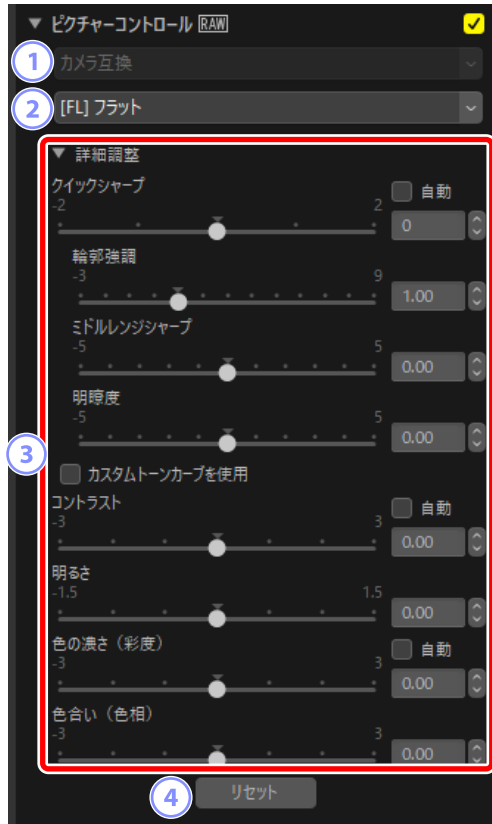 ▼ ピクチャーコントロール RAW
1 カメラ互換
2 [FL] フラット
▼ 詳細調整
クイックシャープ
自動
-2 2
0
輪郭強調
-3 9
1.00
ミドルレンジシャープ
-5 5
0.00
明瞭度
-5 5
0.00
3
カスタムトーンカーブを使用
コントラスト
自動
-3 3
0.00
明るさ
-1.5 1.5
0.00
色の濃さ（彩度）
自動
-3 3
0.00
色合い（色相）
-3 3
0.00
4 リセット